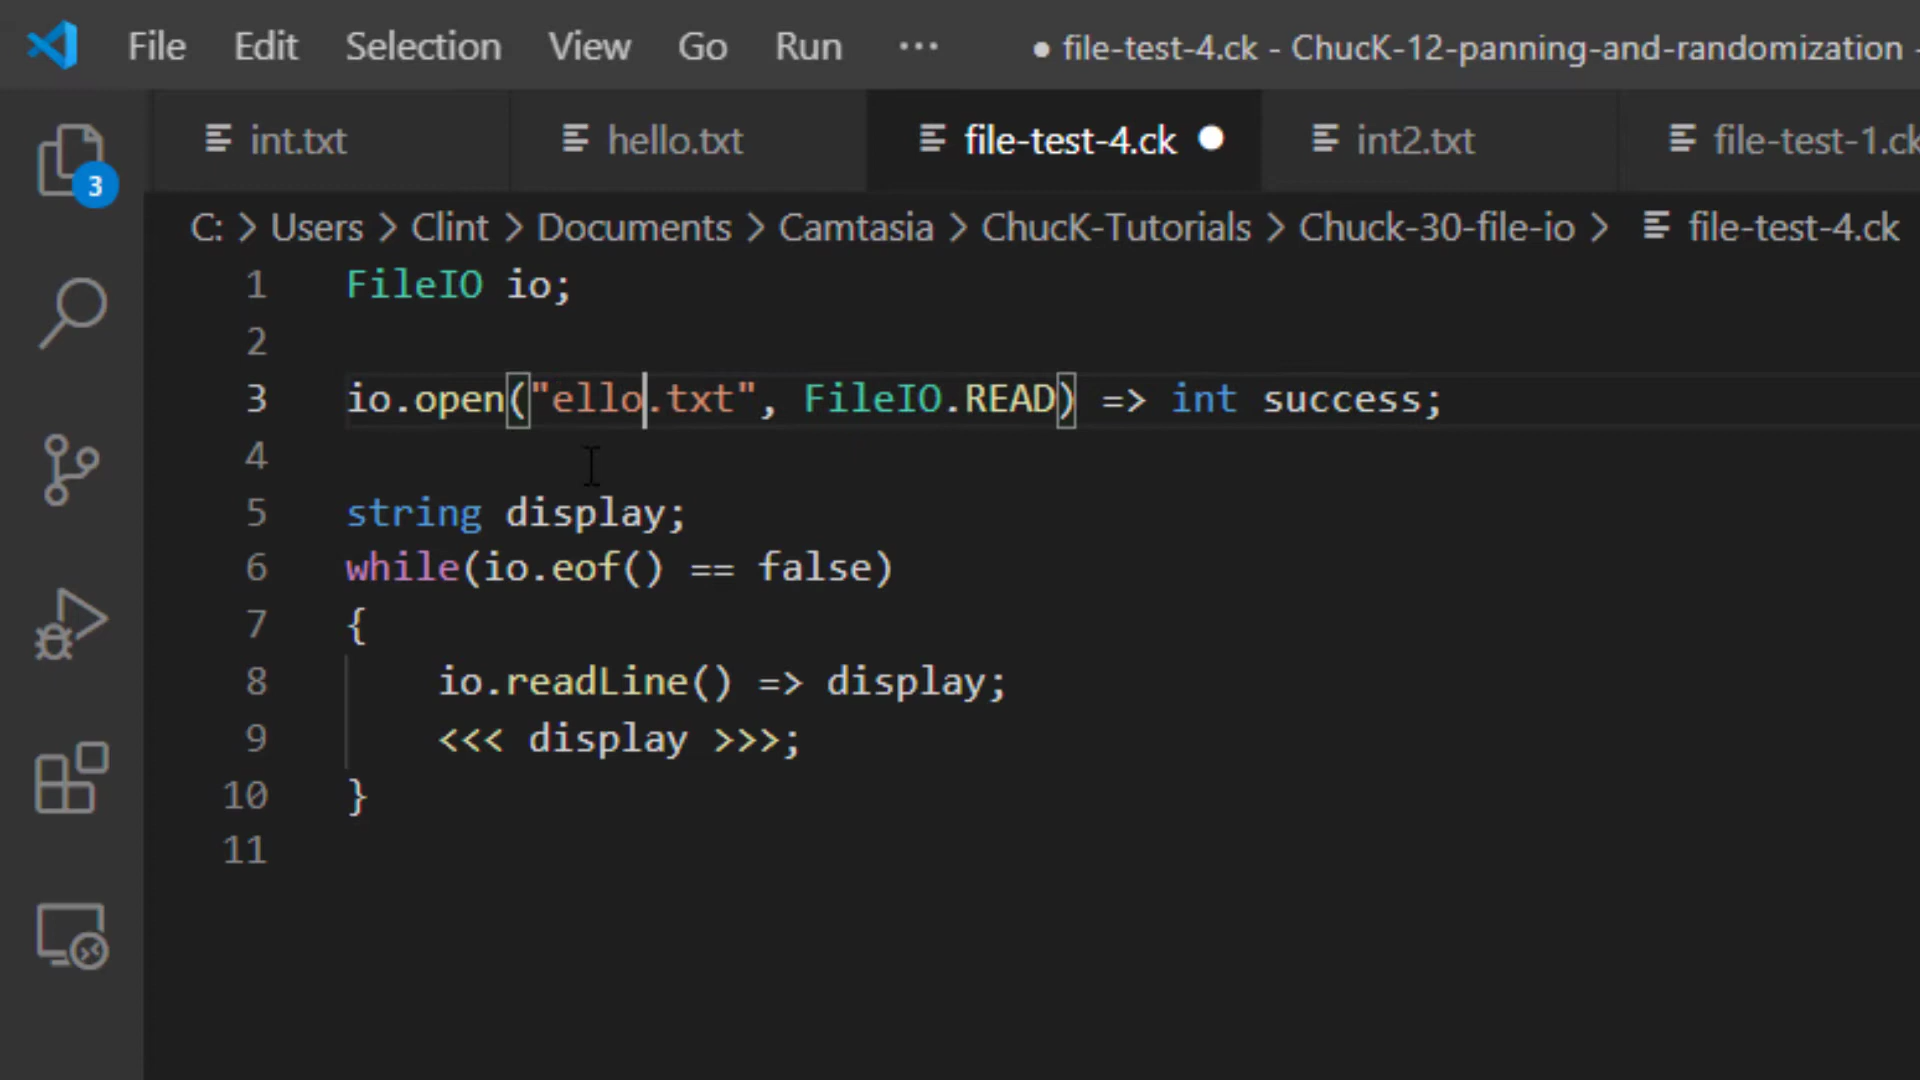 File Edit Selection View Go Run ··· ● file-test-4.ck - ChucK-12-panning-and-randomization -
int.txt hello.txt file-test-4.ck ● int2.txt file-test-1.ck
3
C: > Users > Clint > Documents > Camtasia > ChucK-Tutorials > Chuck-30-file-io > file-test-4.ck
1 FileIO io;
2
3 io.open("ello.txt", FileIO.READ) => int success;
4
5 string display;
6 while(io.eof() == false)
7 {
8 io.readLine() => display;
9 <<< display >>>;
10 }
11